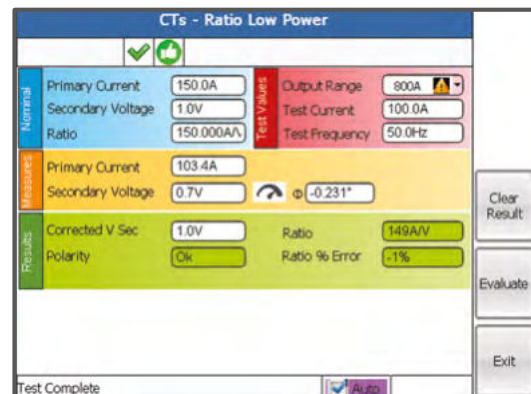 CTs - Ratio Low Power
Nominal
Primary Current 150.0A
Secondary Voltage 1.0V
Ratio 150.000A/\
Test Values
Output Range 800A
Test Current 100.0A
Test Frequency 50.0Hz
Measures
Primary Current 103.4A
Secondary Voltage 0.7V Φ -0.231°
Results
Corrected V Sec 1.0V Ratio 149A/V
Polarity Ok Ratio % Error -1%
Clear
Result
Evaluate
Exit
Test Complete Auto